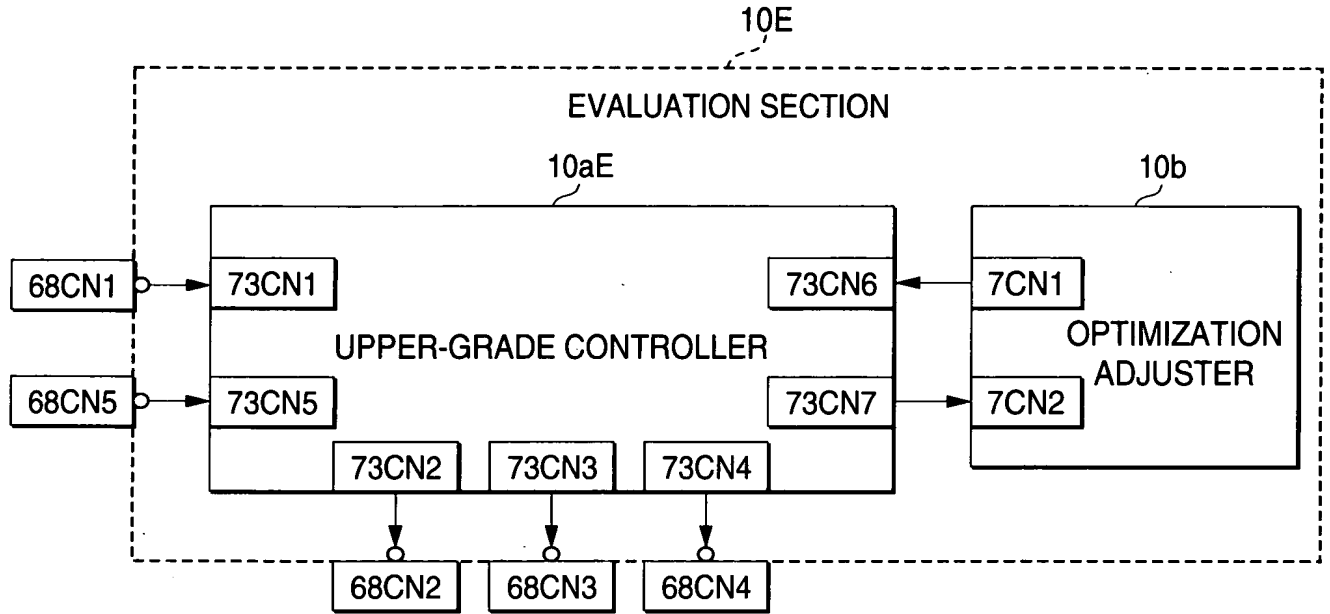 10E
EVALUATION SECTION
10aE
10b
68CN1
73CN1
73CN6
7CN1
UPPER-GRADE CONTROLLER
OPTIMIZATION
ADJUSTER
68CN5
73CN5
73CN7
7CN2
73CN2
73CN3
73CN4
68CN2
68CN3
68CN4